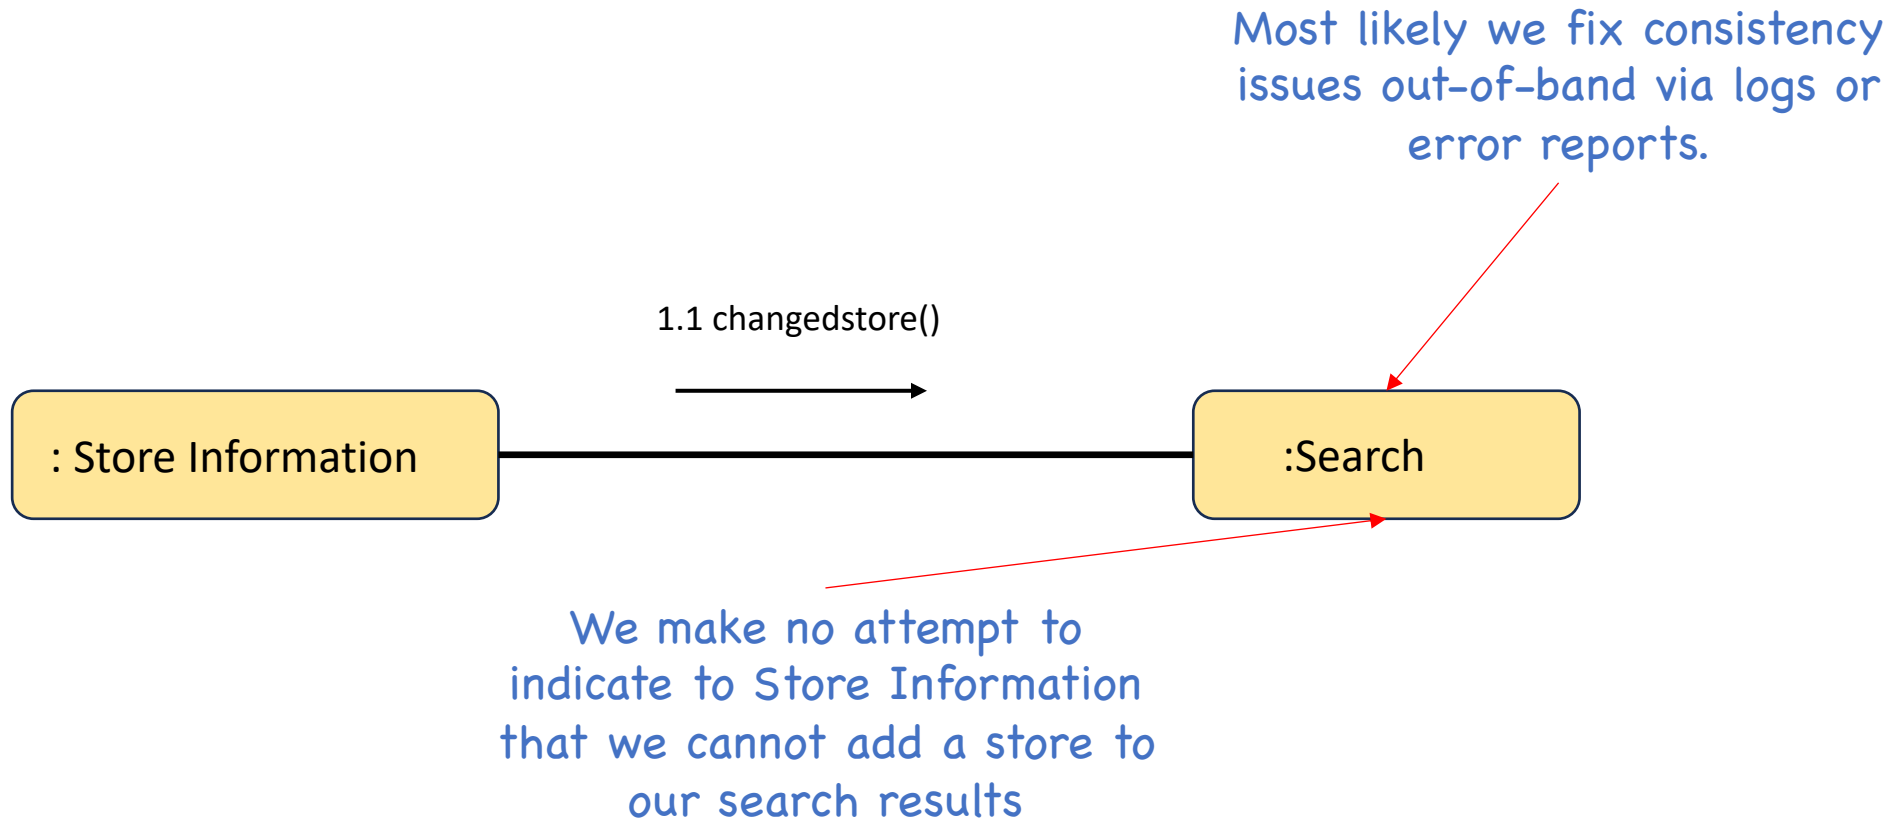 Most likely we fix consistency
issues out-of-band via logs or
error reports.
1.1 changedstore()
: Store Information
:Search
We make no attempt to
indicate to Store Information
that we cannot add a store to
our search results